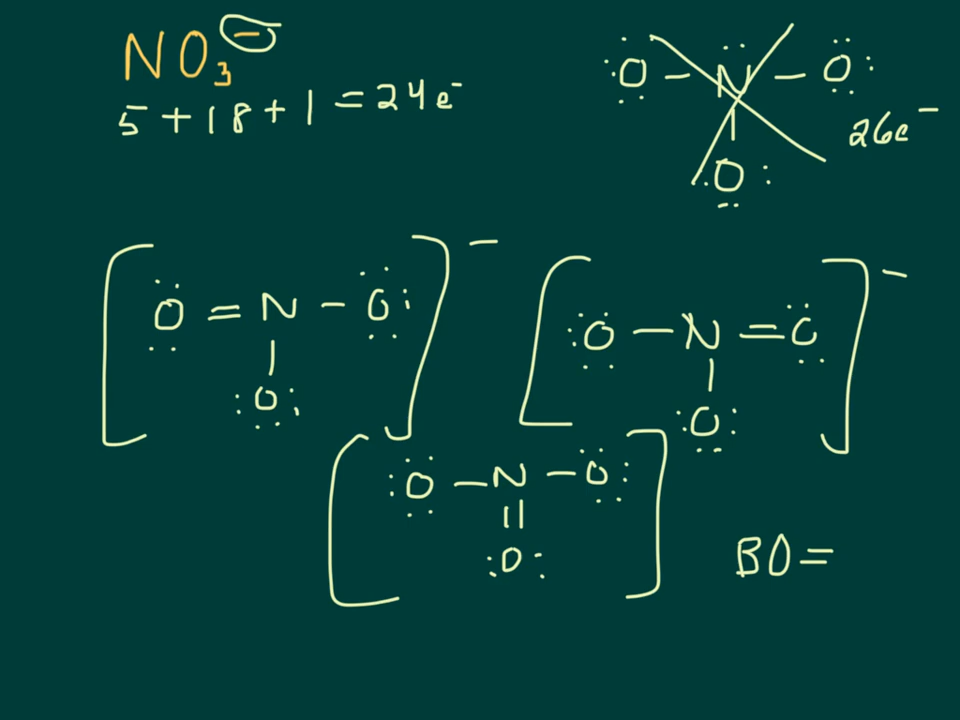 NO₃⁻
5 + 18 + 1 = 24e⁻
O – N – O
|
O
26e⁻
[O = N – O]⁻
|
O
[O – N = O]⁻
|
O
[O – N – O]
||
O
BO =